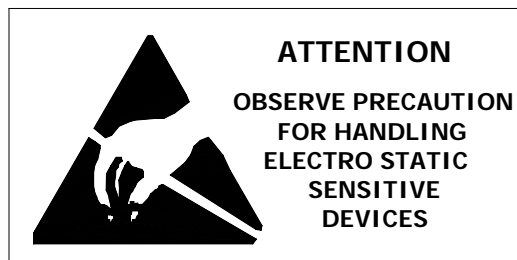 ATTENTION
OBSERVE PRECAUTION
FOR HANDLING
ELECTRO STATIC
SENSITIVE
DEVICES